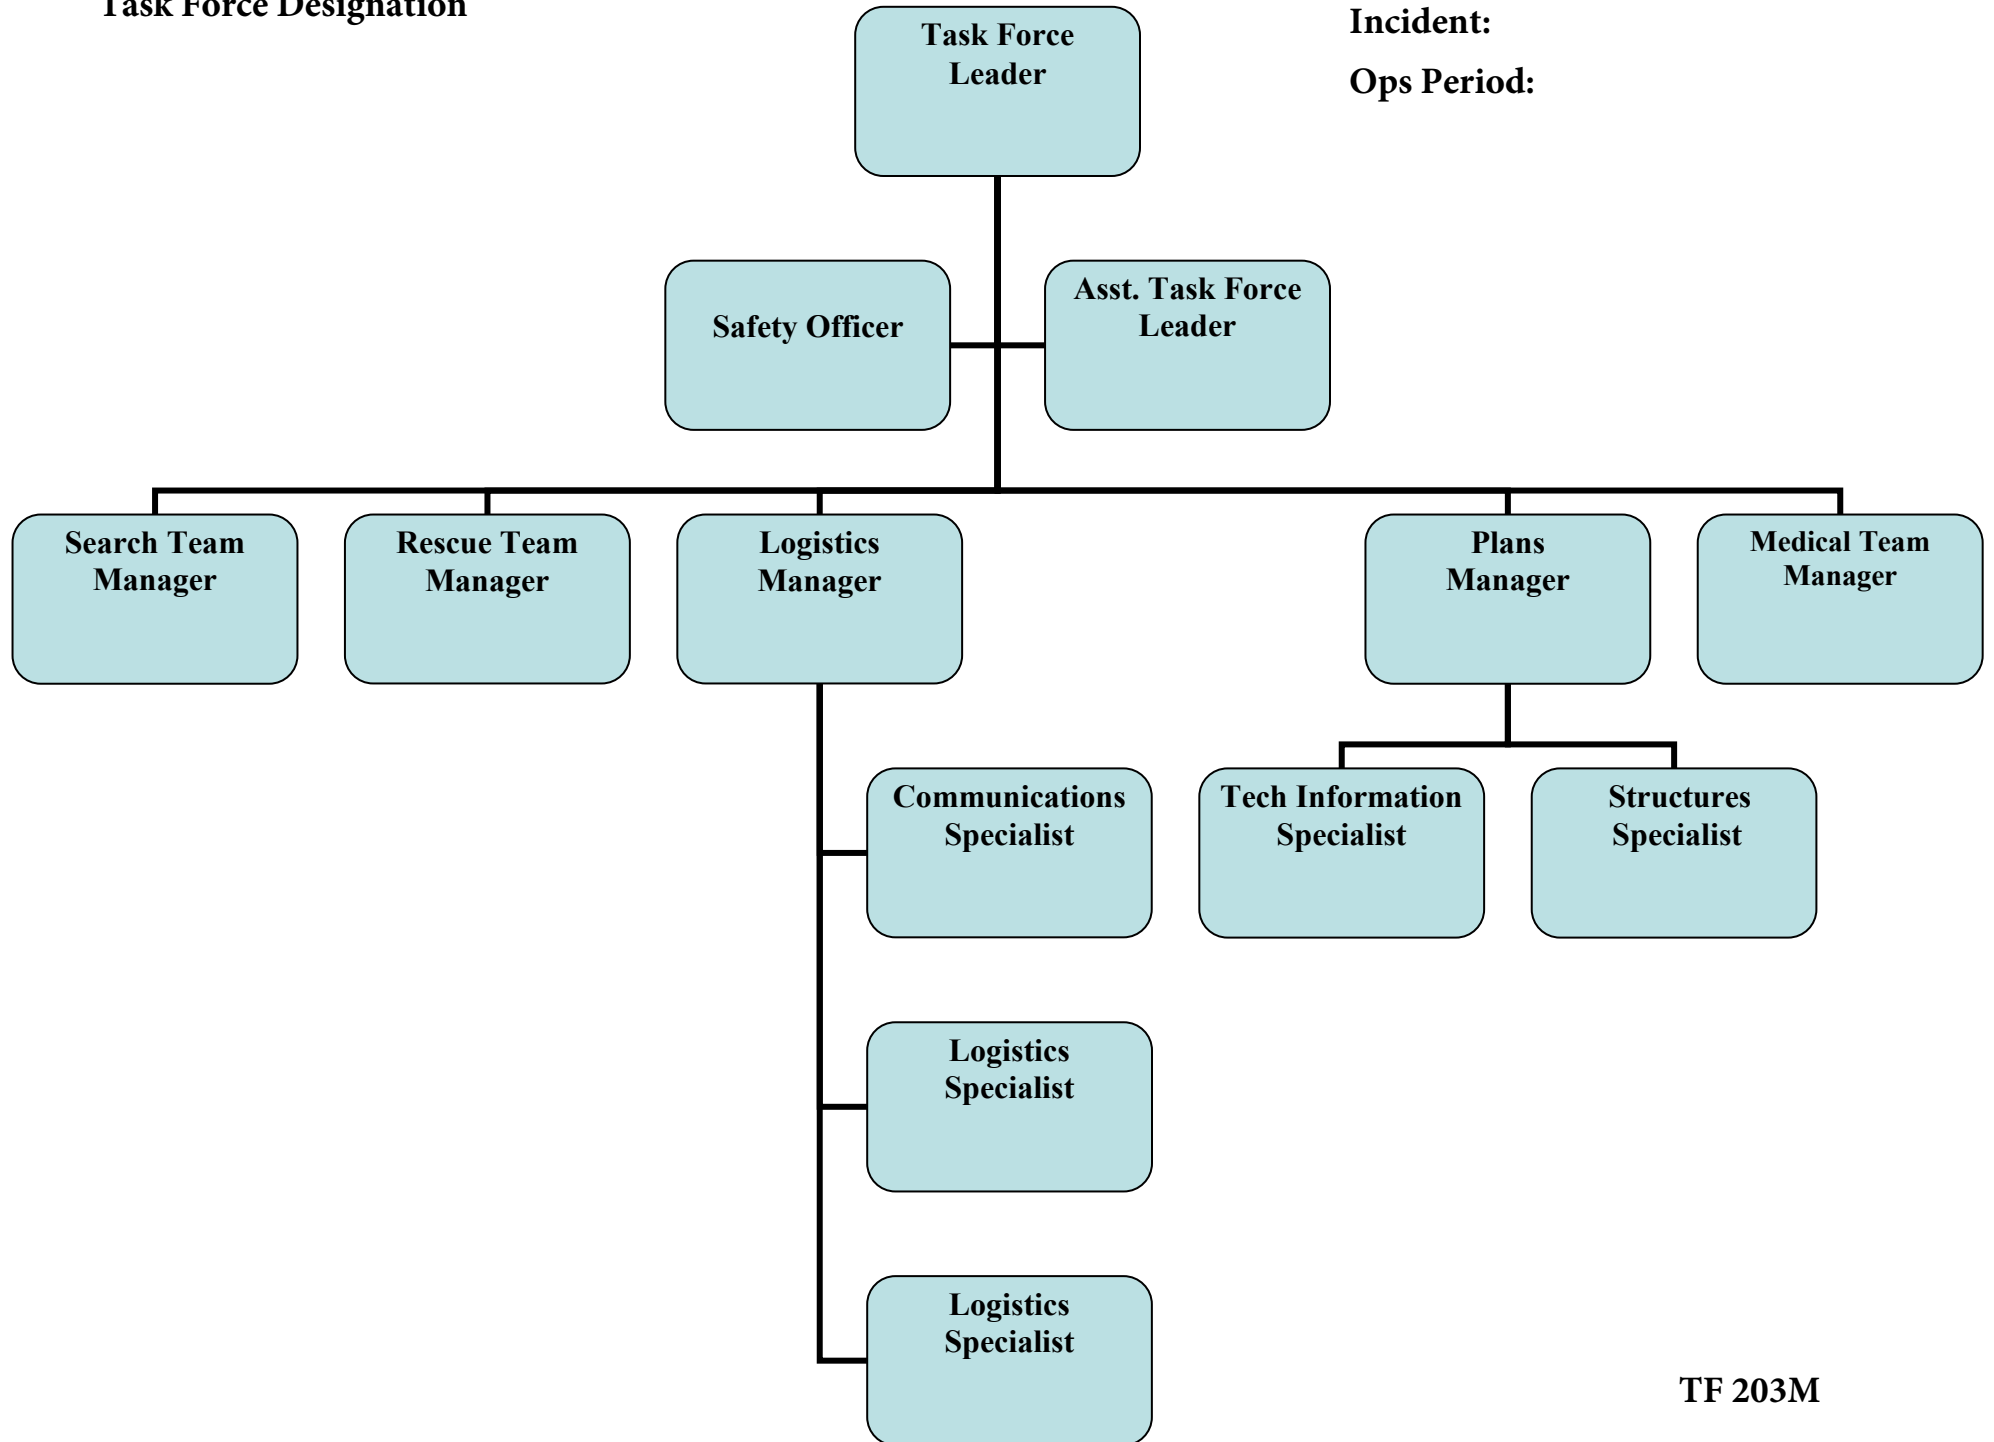 Task Force Designation
Incident:
Ops Period:
Task Force
Leader
Safety Officer
Asst. Task Force
Leader
Search Team
Manager
Rescue Team
Manager
Logistics
Manager
Plans
Manager
Medical Team
Manager
Communications
Specialist
Tech Information
Specialist
Structures
Specialist
Logistics
Specialist
Logistics
Specialist
TF 203M